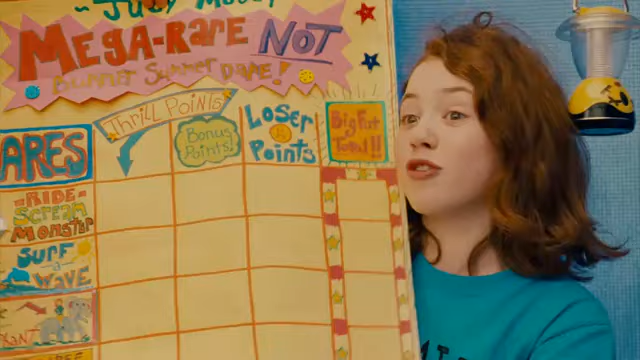 ~ Judy Moody
MEGA-RARE NOT
BUMMER SUMMER DARE!
THRILL POINTS
BONUS POINTS!
LOSER POINTS
BIG FAT TOTAL!!
ARES
-RIDE-
SCREAM
MONSTER
SURF
a
WAVE